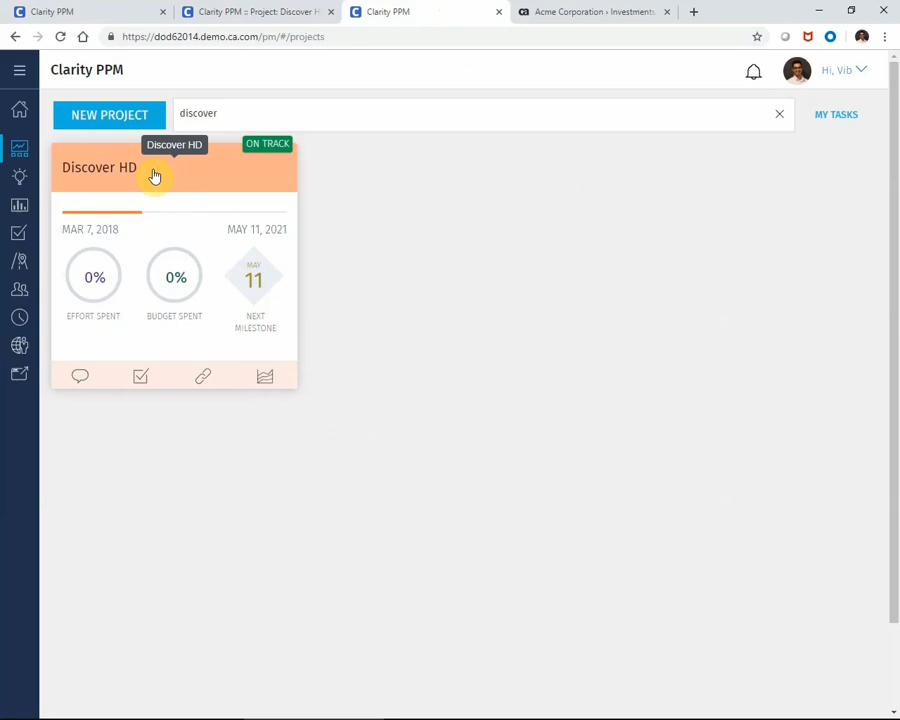 Clarity PPM
Clarity PPM :: Project: Discover H
Clarity PPM
ca
Acme Corporation › Investments
https://dod62014.demo.ca.com/pm/#/projects
Clarity PPM
Hi, Vib
NEW PROJECT
discover
MY TASKS
Discover HD
ON TRACK
Discover HD
MAR 7, 2018
MAY 11, 2021
0%
0%
MAY
11
EFFORT SPENT
BUDGET SPENT
NEXT
MILESTONE